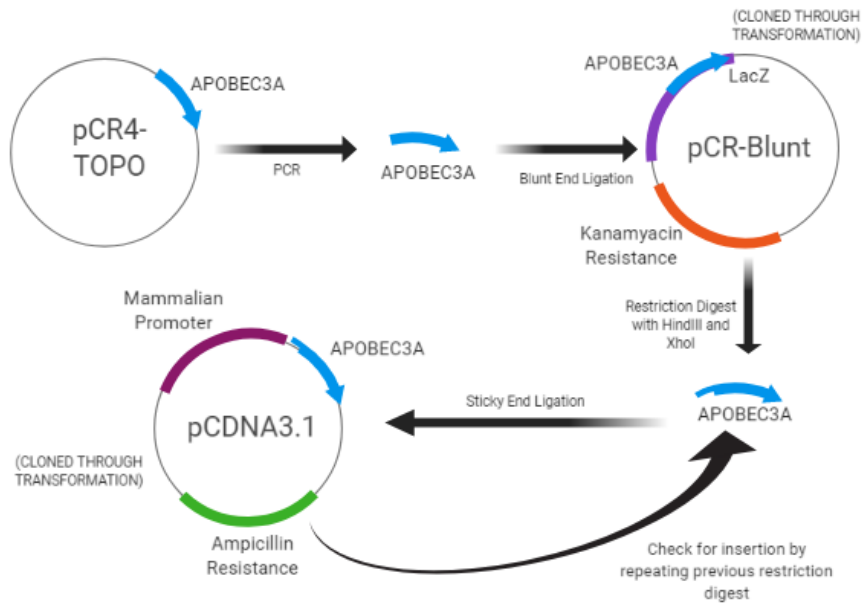 (CLONED THROUGH
TRANSFORMATION)
APOBEC3A
pCR4-
TOPO
PCR
APOBEC3A
Blunt End Ligation
APOBEC3A
LacZ
pCR-Blunt
Kanamyacin
Resistance
Restriction Digest
with HindIII and
XhoI
APOBEC3A
Sticky End Ligation
Mammalian
Promoter
APOBEC3A
pCDNA3.1
(CLONED THROUGH
TRANSFORMATION)
Ampicillin
Resistance
Check for insertion by
repeating previous restriction
digest